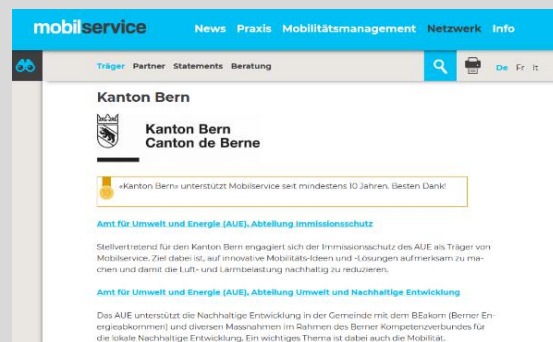 mobilservice
News Praxis Mobilitätsmanagement Netzwerk Info
Träger Partner Statements Beratung
De Fr It
Kanton Bern
Kanton Bern
Canton de Berne
«Kanton Bern» unterstützt Mobilservice seit mindestens 10 Jahren. Besten Dank!
Amt für Umwelt und Energie (AUE), Abteilung Immissionsschutz
Stellvertretend für den Kanton Bern engagiert sich der Immissionsschutz des AUE als Träger von
Mobilservice. Ziel dabei ist, auf innovative Mobilitäts-Ideen und -Lösungen aufmerksam zu ma-
chen und damit die Luft- und Lärmbelastung nachhaltig zu reduzieren.
Amt für Umwelt und Energie (AUE), Abteilung Umwelt und Nachhaltige Entwicklung
Das AUE unterstützt die Nachhaltige Entwicklung in der Gemeinde mit dem BEakom (Berner En-
ergieabkommen) und diversen Massnahmen im Rahmen des Berner Kompetenzverbundes für
die lokale Nachhaltige Entwicklung. Ein wichtiges Thema ist dabei auch die Mobilität.